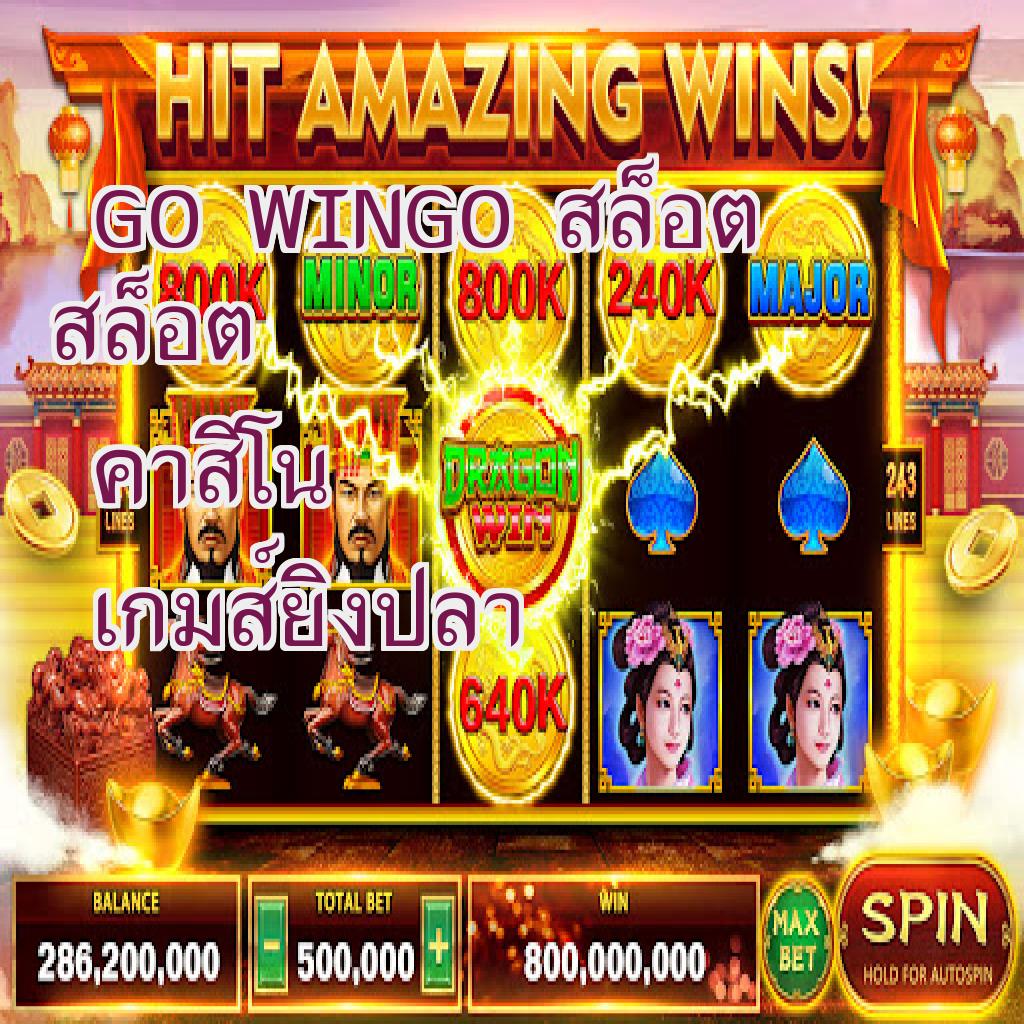 HIT AMAZING WINS!
GO WINGO สล็อต
800K MINOR 800K 240K MAJOR
สล็อต
คาสิโน
DRAGON
WIN
243
LINES
LINES
เกมส์ยิงปลา
640K
BALANCE
286,200,000
TOTAL BET
- 500,000 +
WIN
800,000,000
MAX
BET
SPIN
HOLD FOR AUTOSPIN